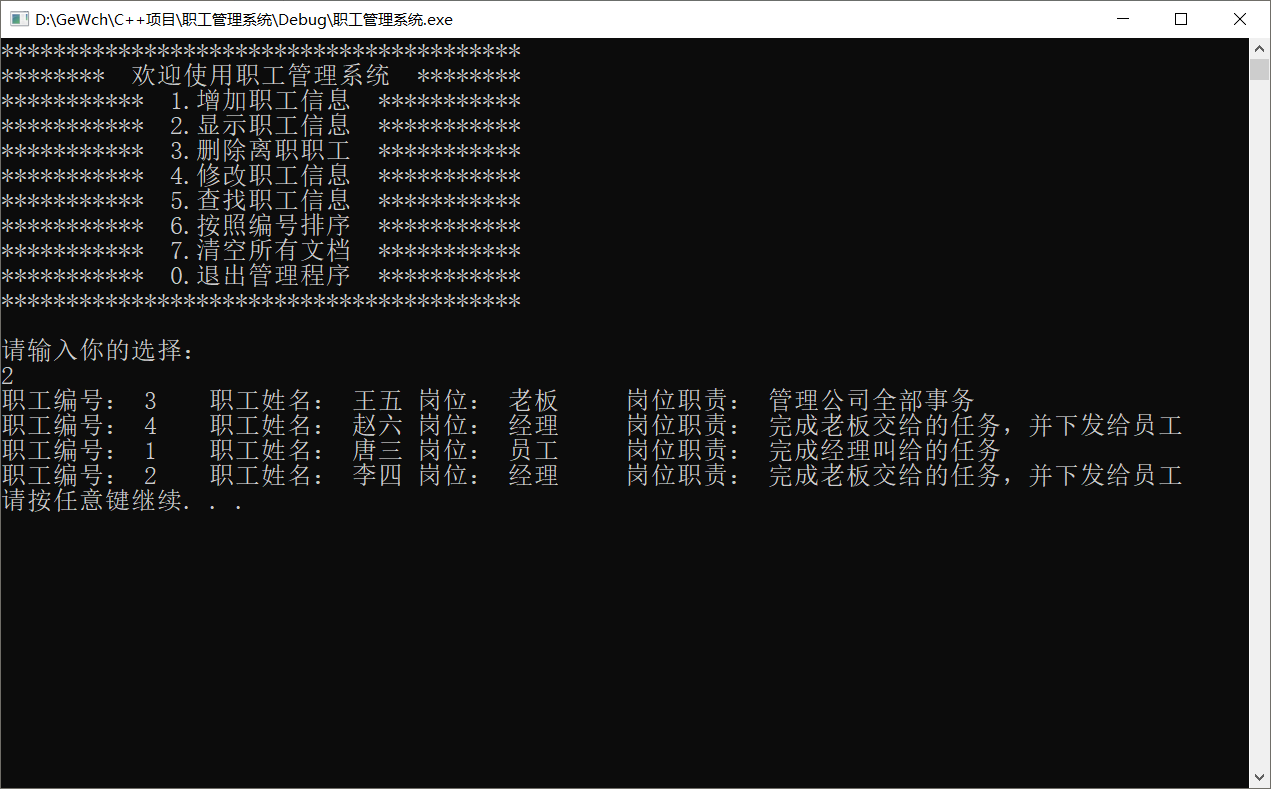 D:\GeWch\C++项目\职工管理系统\Debug\职工管理系统.exe
****************************************
******** 欢迎使用职工管理系统 ********
*********** 1.增加职工信息 ***********
*********** 2.显示职工信息 ***********
*********** 3.删除离职职工 ***********
*********** 4.修改职工信息 ***********
*********** 5.查找职工信息 ***********
*********** 6.按照编号排序 ***********
*********** 7.清空所有文档 ***********
*********** 0.退出管理程序 ***********
****************************************
请输入你的选择：
2
职工编号： 3 职工姓名： 王五 岗位： 老板 岗位职责： 管理公司全部事务
职工编号： 4 职工姓名： 赵六 岗位： 经理 岗位职责： 完成老板交给的任务，并下发给员工
职工编号： 1 职工姓名： 唐三 岗位： 员工 岗位职责： 完成经理叫给的任务
职工编号： 2 职工姓名： 李四 岗位： 经理 岗位职责： 完成老板交给的任务，并下发给员工
请按任意键继续. . .